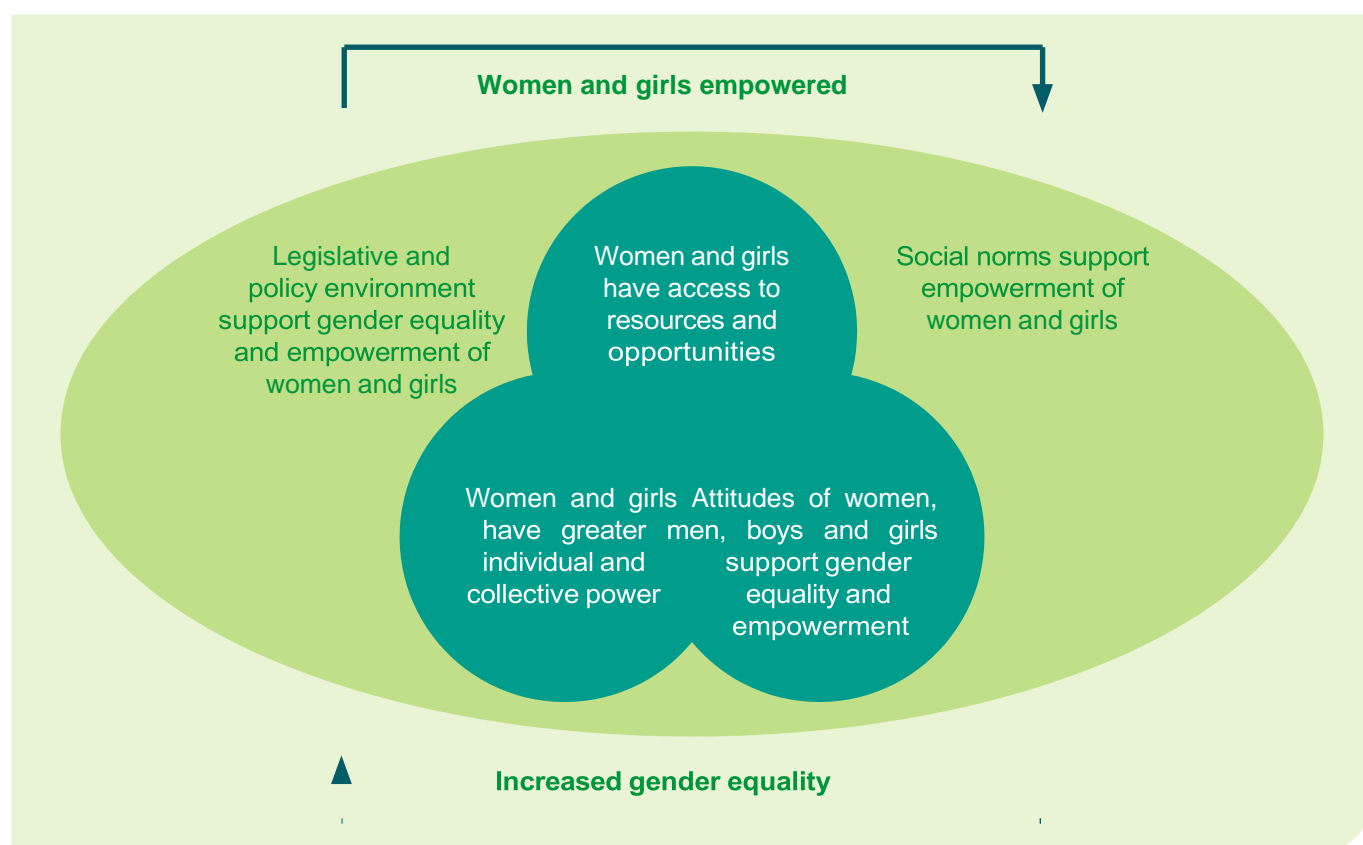 Women and girls empowered
Legislative and
policy environment
support gender equality
and empowerment of
women and girls
Women and girls
have access to
resources and
opportunities
Social norms support
empowerment of
women and girls
Women and girls
have greater
individual and
collective power
Attitudes of women,
men, boys and girls
support gender
equality and
empowerment
Increased gender equality